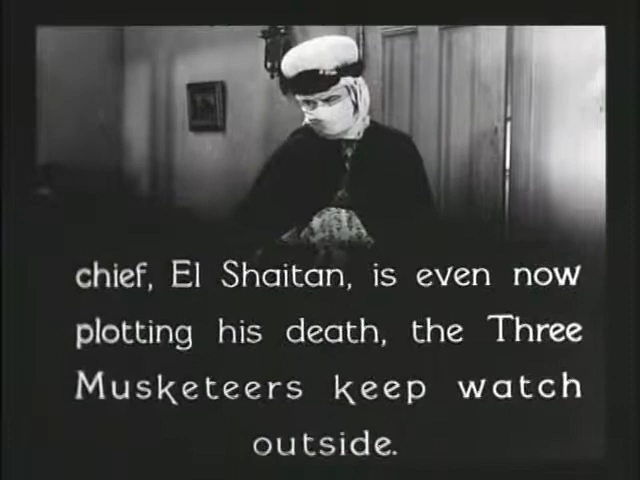 chief, El Shaitan, is even now
plotting his death, the Three
Musketeers keep watch
outside.